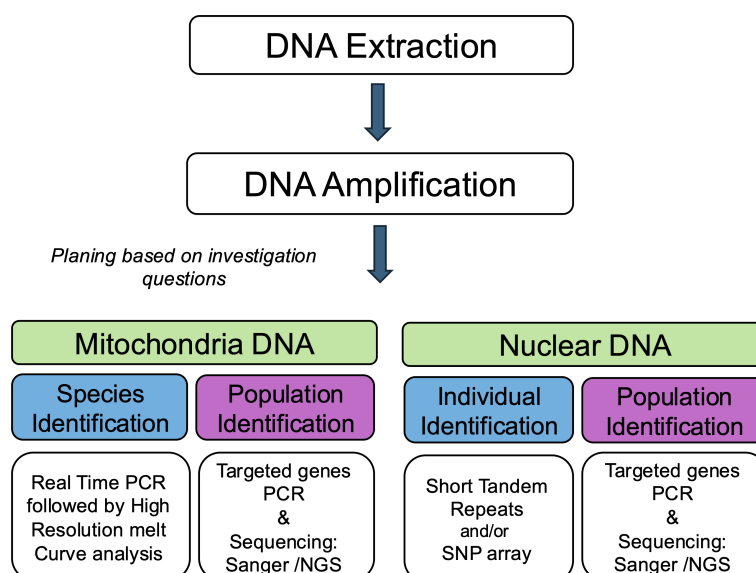 DNA Extraction
DNA Amplification
Planing based on investigation
questions
Mitochondria DNA
Species
Identification
Population
Identification
Real Time PCR
followed by High
Resolution melt
Curve analysis
Targeted genes
PCR
&
Sequencing:
Sanger /NGS
Nuclear DNA
Individual
Identification
Population
Identification
Short Tandem
Repeats
and/or
SNP array
Targeted genes
PCR
&
Sequencing:
Sanger /NGS